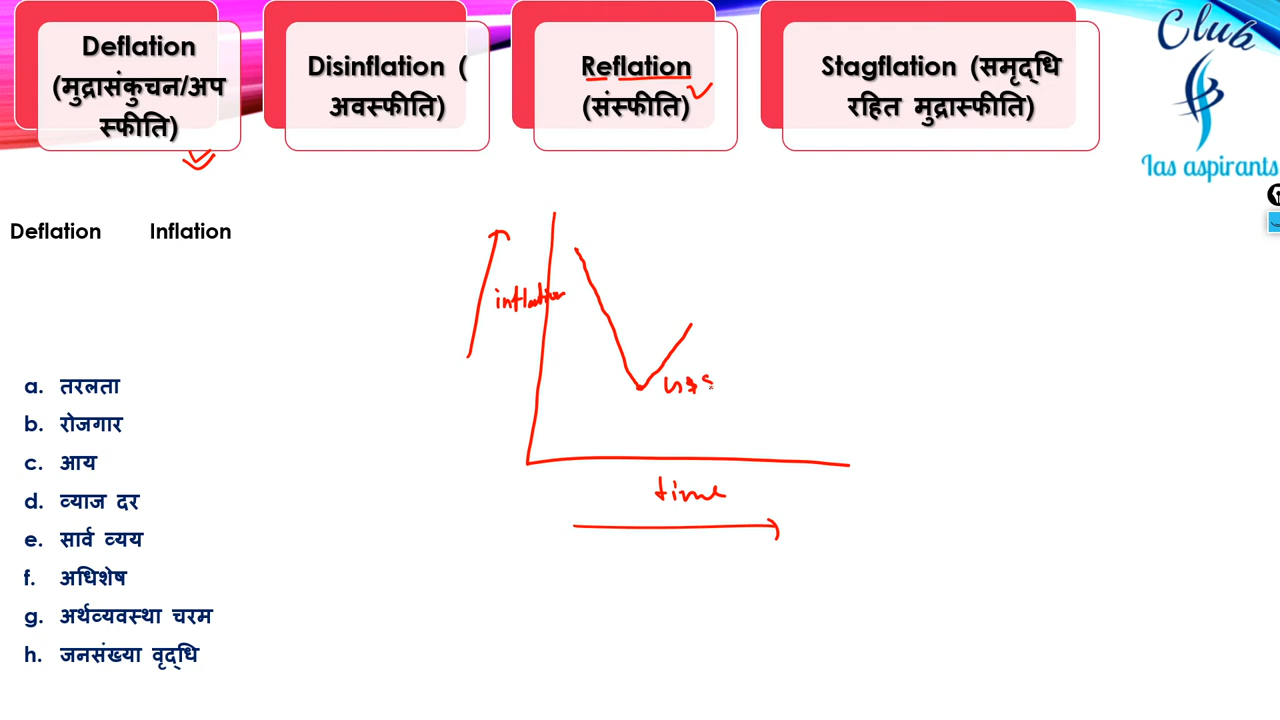 Deflation
(मुद्रासंकुचन/अप
स्फीति)
Disinflation (
अवस्फीति)
Reflation
(संस्फीति)
Stagflation (समृद्धि
रहित मुद्रास्फीति)
Club
Ias aspirants
Deflation Inflation
inflation
a. तरलता
b. रोजगार
c. आय
d. व्याज दर
e. सार्व व्यय
f. अधिशेष
g. अर्थव्यवस्था चरम
h. जनसंख्या वृद्धि
time